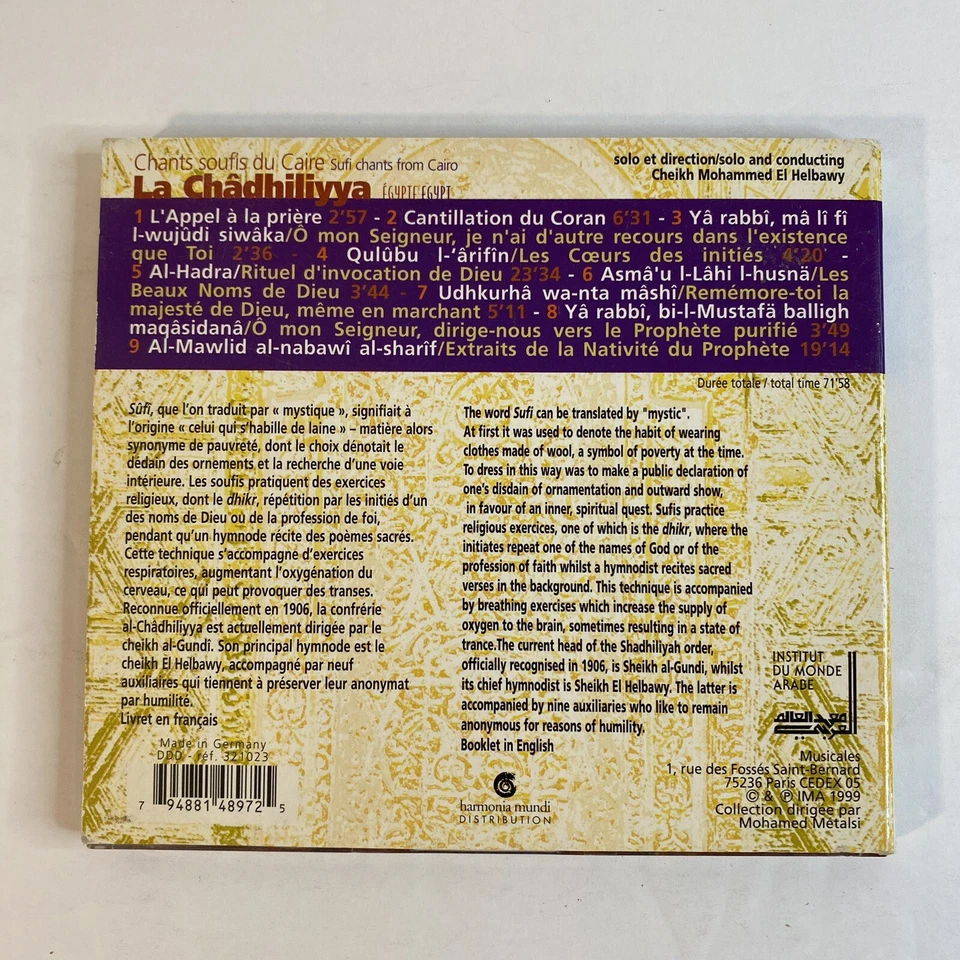 Chants soufis du Caire Sufi chants from Cairo
La Châdhiliyya ÉGYPTE EGYPT
solo et direction/solo and conducting
Cheikh Mohammed El Helbawy
1 L'Appel à la prière 2'57 - 2 Cantillation du Coran 6'31 - 3 Yâ rabbî, mâ lî fî
l-wujûdi siwâka/Ô mon Seigneur, je n'ai d'autre recours dans l'existence
que Toi 2'36 - 4 Qulûbu l-'ârifîn/Les Cœurs des initiés 4'20' -
5 Al-Hadra/Rituel d'invocation de Dieu 23'34 - 6 Asmâ'u l-Lâhi l-husnä/Les
Beaux Noms de Dieu 3'44 - 7 Udhkurhâ wa-nta mâshî/Remémore-toi la
majesté de Dieu, même en marchant 5'11 - 8 Yâ rabbî, bi-l-Mustafä balligh
maqâsidanâ/Ô mon Seigneur, dirige-nous vers le Prophète purifié 3'49
9 Al-Mawlid al-nabawî al-sharîf/Extraits de la Nativité du Prophète 19'14
Durée totale / total time 71'58
Sûfî, que l'on traduit par « mystique », signifiait à
l'origine « celui qui s'habille de laine » – matière alors
synonyme de pauvreté, dont le choix dénotait le
dédain des ornements et la recherche d'une voie
intérieure. Les soufis pratiquent des exercices
religieux, dont le dhikr, répétition par les initiés d'un
des noms de Dieu ou de la profession de foi,
pendant qu'un hymnode récite des poèmes sacrés.
Cette technique s'accompagne d'exercices
respiratoires, augmentant l'oxygénation du
cerveau, ce qui peut provoquer des transes.
Reconnue officiellement en 1906, la confrérie
al-Châdhiliyya est actuellement dirigée par le
cheikh al-Gundi. Son principal hymnode est le
cheikh El Helbawy, accompagné par neuf
auxiliaires qui tiennent à préserver leur anonymat
par humilité.
Livret en français
The word Sufi can be translated by "mystic".
At first it was used to denote the habit of wearing
clothes made of wool, a symbol of poverty at the time.
To dress in this way was to make a public declaration of
one's disdain of ornamentation and outward show,
in favour of an inner, spiritual quest. Sufis practice
religious exercices, one of which is the dhikr, where the
initiates repeat one of the names of God or of the
profession of faith whilst a hymnodist recites sacred
verses in the background. This technique is accompanied
by breathing exercises which increase the supply of
oxygen to the brain, sometimes resulting in a state of
trance.The current head of the Shadhiliyah order,
officially recognised in 1906, is Sheikh al-Gundi, whilst
its chief hymnodist is Sheikh El Helbawy. The latter is
accompanied by nine auxiliaries who like to remain
anonymous for reasons of humility.
Booklet in English
Made in Germany
DDD - réf. 321023
7 94881 48972 5
harmonia mundi
DISTRIBUTION
INSTITUT
DU MONDE
ARABE
معهد العالم
العربي
Musicales
1, rue des Fossés Saint-Bernard
75236 Paris CEDEX 05
© & ℗ IMA 1999
Collection dirigée par
Mohamed Métalsi